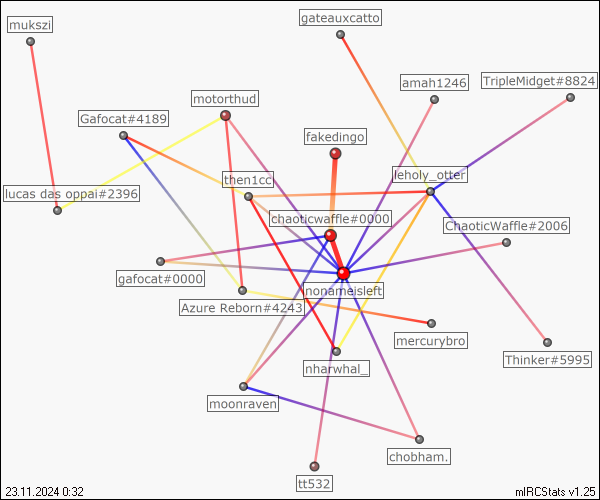 gateauxcatto
mukszi
amah1246
TripleMidget#8824
motorthud
Gafocat#4189
fakedingo
leholy_otter
then1cc
lucas das oppai#2396
chaoticwaffle#0000
ChaoticWaffle#2006
gafocat#0000
nonameisleft
Azure Reborn#4243
mercurybro
Thinker#5995
nharwhal_
moonraven
chobham.
tt532
23.11.2024 0:32
mIRCStats v1.25